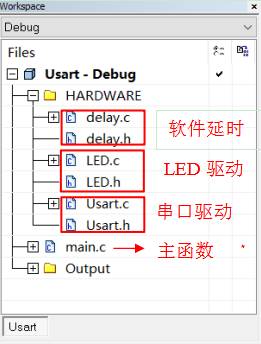 Workspace
Debug
Files
Usart - Debug
HARDWARE
delay.c
delay.h
软件延时
LED.c
LED.h
LED 驱动
Usart.c
Usart.h
串口驱动
main.c
主函数
*
Output
Usart